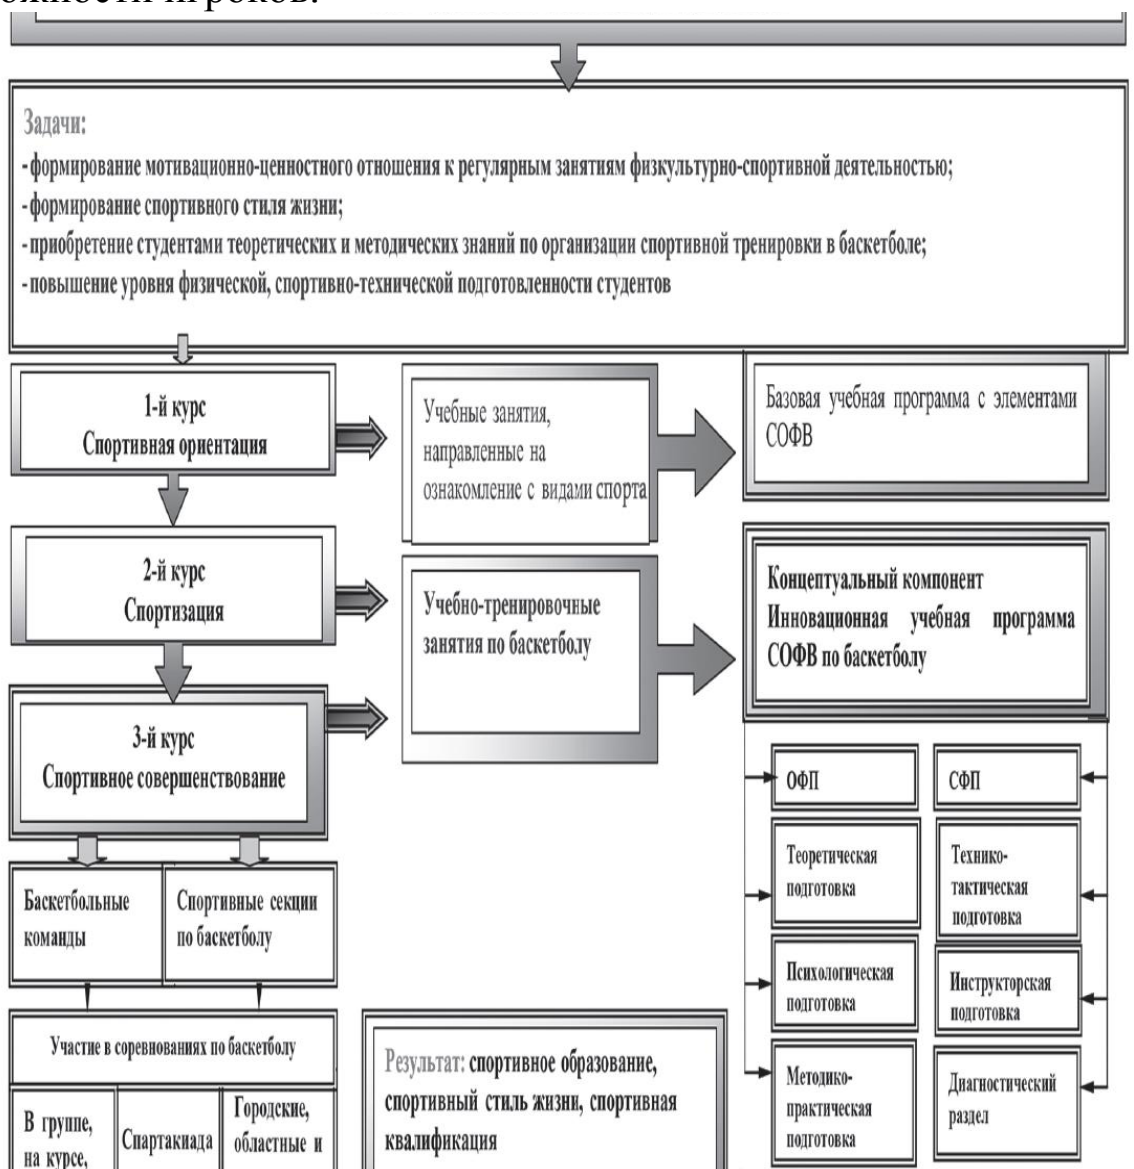 ожности игроков.
Задачи:
-формирование мотивационно-ценностного отношения к регулярным занятиям физкультурно-спортивной деятельностью;
-формирование спортивного стиля жизни;
-приобретение студентами теоретических и методических знаний по организации спортивной тренировки в баскетболе;
-повышение уровня физической, спортивно-технической подготовленности студентов
1-й курс
Спортивная ориентация
Учебные занятия,
направленные на
ознакомление с видами спорта
Базовая учебная программа с элементами
СОФВ
2-й курс
Спортизация
Учебно-тренировочные
занятия по баскетболу
Концептуальный компонент
Инновационная учебная программа
СОФВ по баскетболу
3-й курс
Спортивное совершенствование
ОФП
СФП
Теоретическая
подготовка
Технико-
тактическая
подготовка
Психологическая
подготовка
Инструкторская
подготовка
Методико-
практическая
подготовка
Диагностический
раздел
Баскетбольные
команды
Спортивные секции
по баскетболу
Участие в соревнованиях по баскетболу
В группе,
на курсе,
Спартакиада
Городские,
областные и
Результат: спортивное образование,
спортивный стиль жизни, спортивная
квалификация